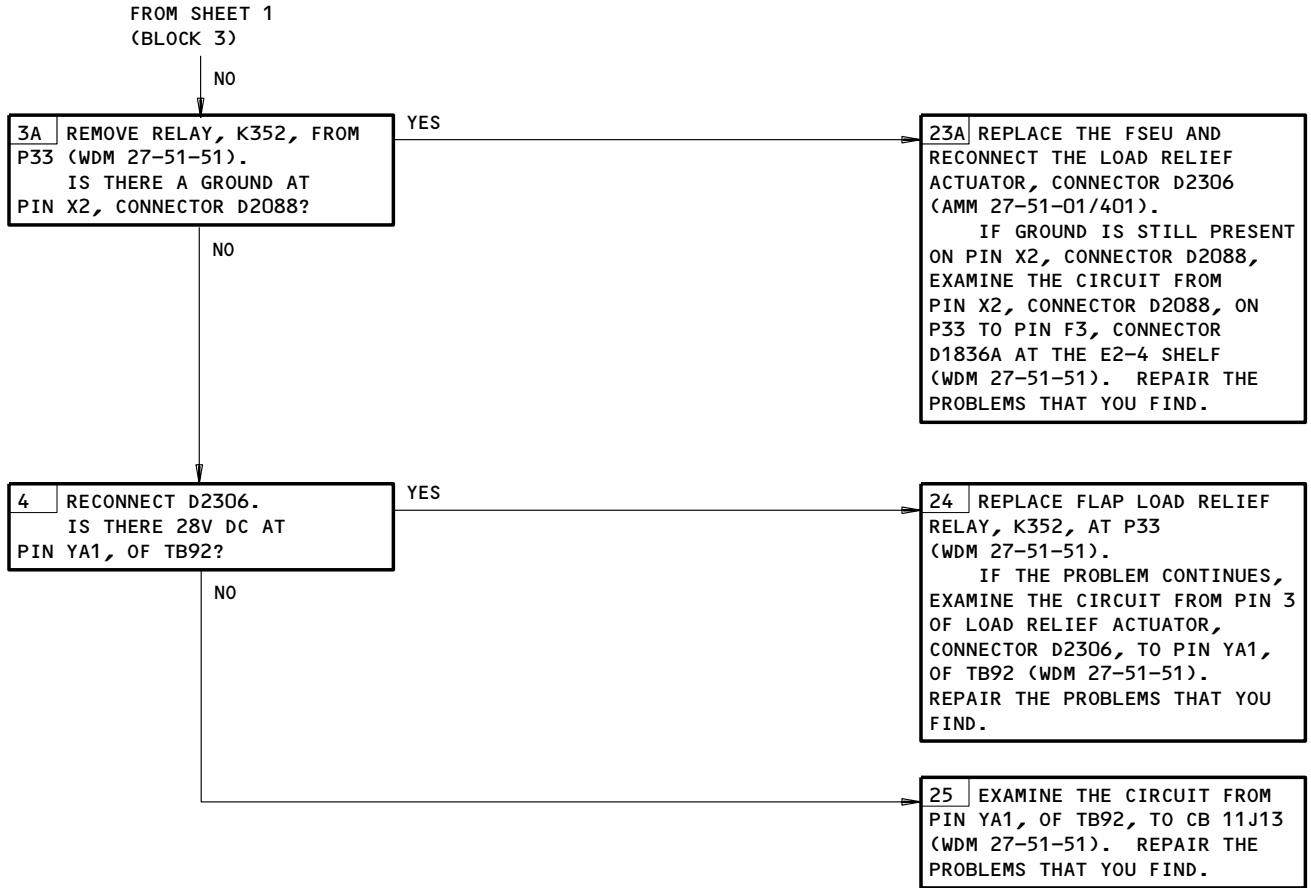 FROM SHEET 1
(BLOCK 3)
NO
3A REMOVE RELAY, K352, FROM
P33 (WDM 27-51-51).
IS THERE A GROUND AT
PIN X2, CONNECTOR D2088?
YES
23A REPLACE THE FSEU AND
RECONNECT THE LOAD RELIEF
ACTUATOR, CONNECTOR D2306
(AMM 27-51-01/401).
IF GROUND IS STILL PRESENT
ON PIN X2, CONNECTOR D2088,
EXAMINE THE CIRCUIT FROM
PIN X2, CONNECTOR D2088, ON
P33 TO PIN F3, CONNECTOR
D1836A AT THE E2-4 SHELF
(WDM 27-51-51). REPAIR THE
PROBLEMS THAT YOU FIND.
NO
4 RECONNECT D2306.
IS THERE 28V DC AT
PIN YA1, OF TB92?
YES
24 REPLACE FLAP LOAD RELIEF
RELAY, K352, AT P33
(WDM 27-51-51).
IF THE PROBLEM CONTINUES,
EXAMINE THE CIRCUIT FROM PIN 3
OF LOAD RELIEF ACTUATOR,
CONNECTOR D2306, TO PIN YA1,
OF TB92 (WDM 27-51-51).
REPAIR THE PROBLEMS THAT YOU
FIND.
NO
25 EXAMINE THE CIRCUIT FROM
PIN YA1, OF TB92, TO CB 11J13
(WDM 27-51-51). REPAIR THE
PROBLEMS THAT YOU FIND.